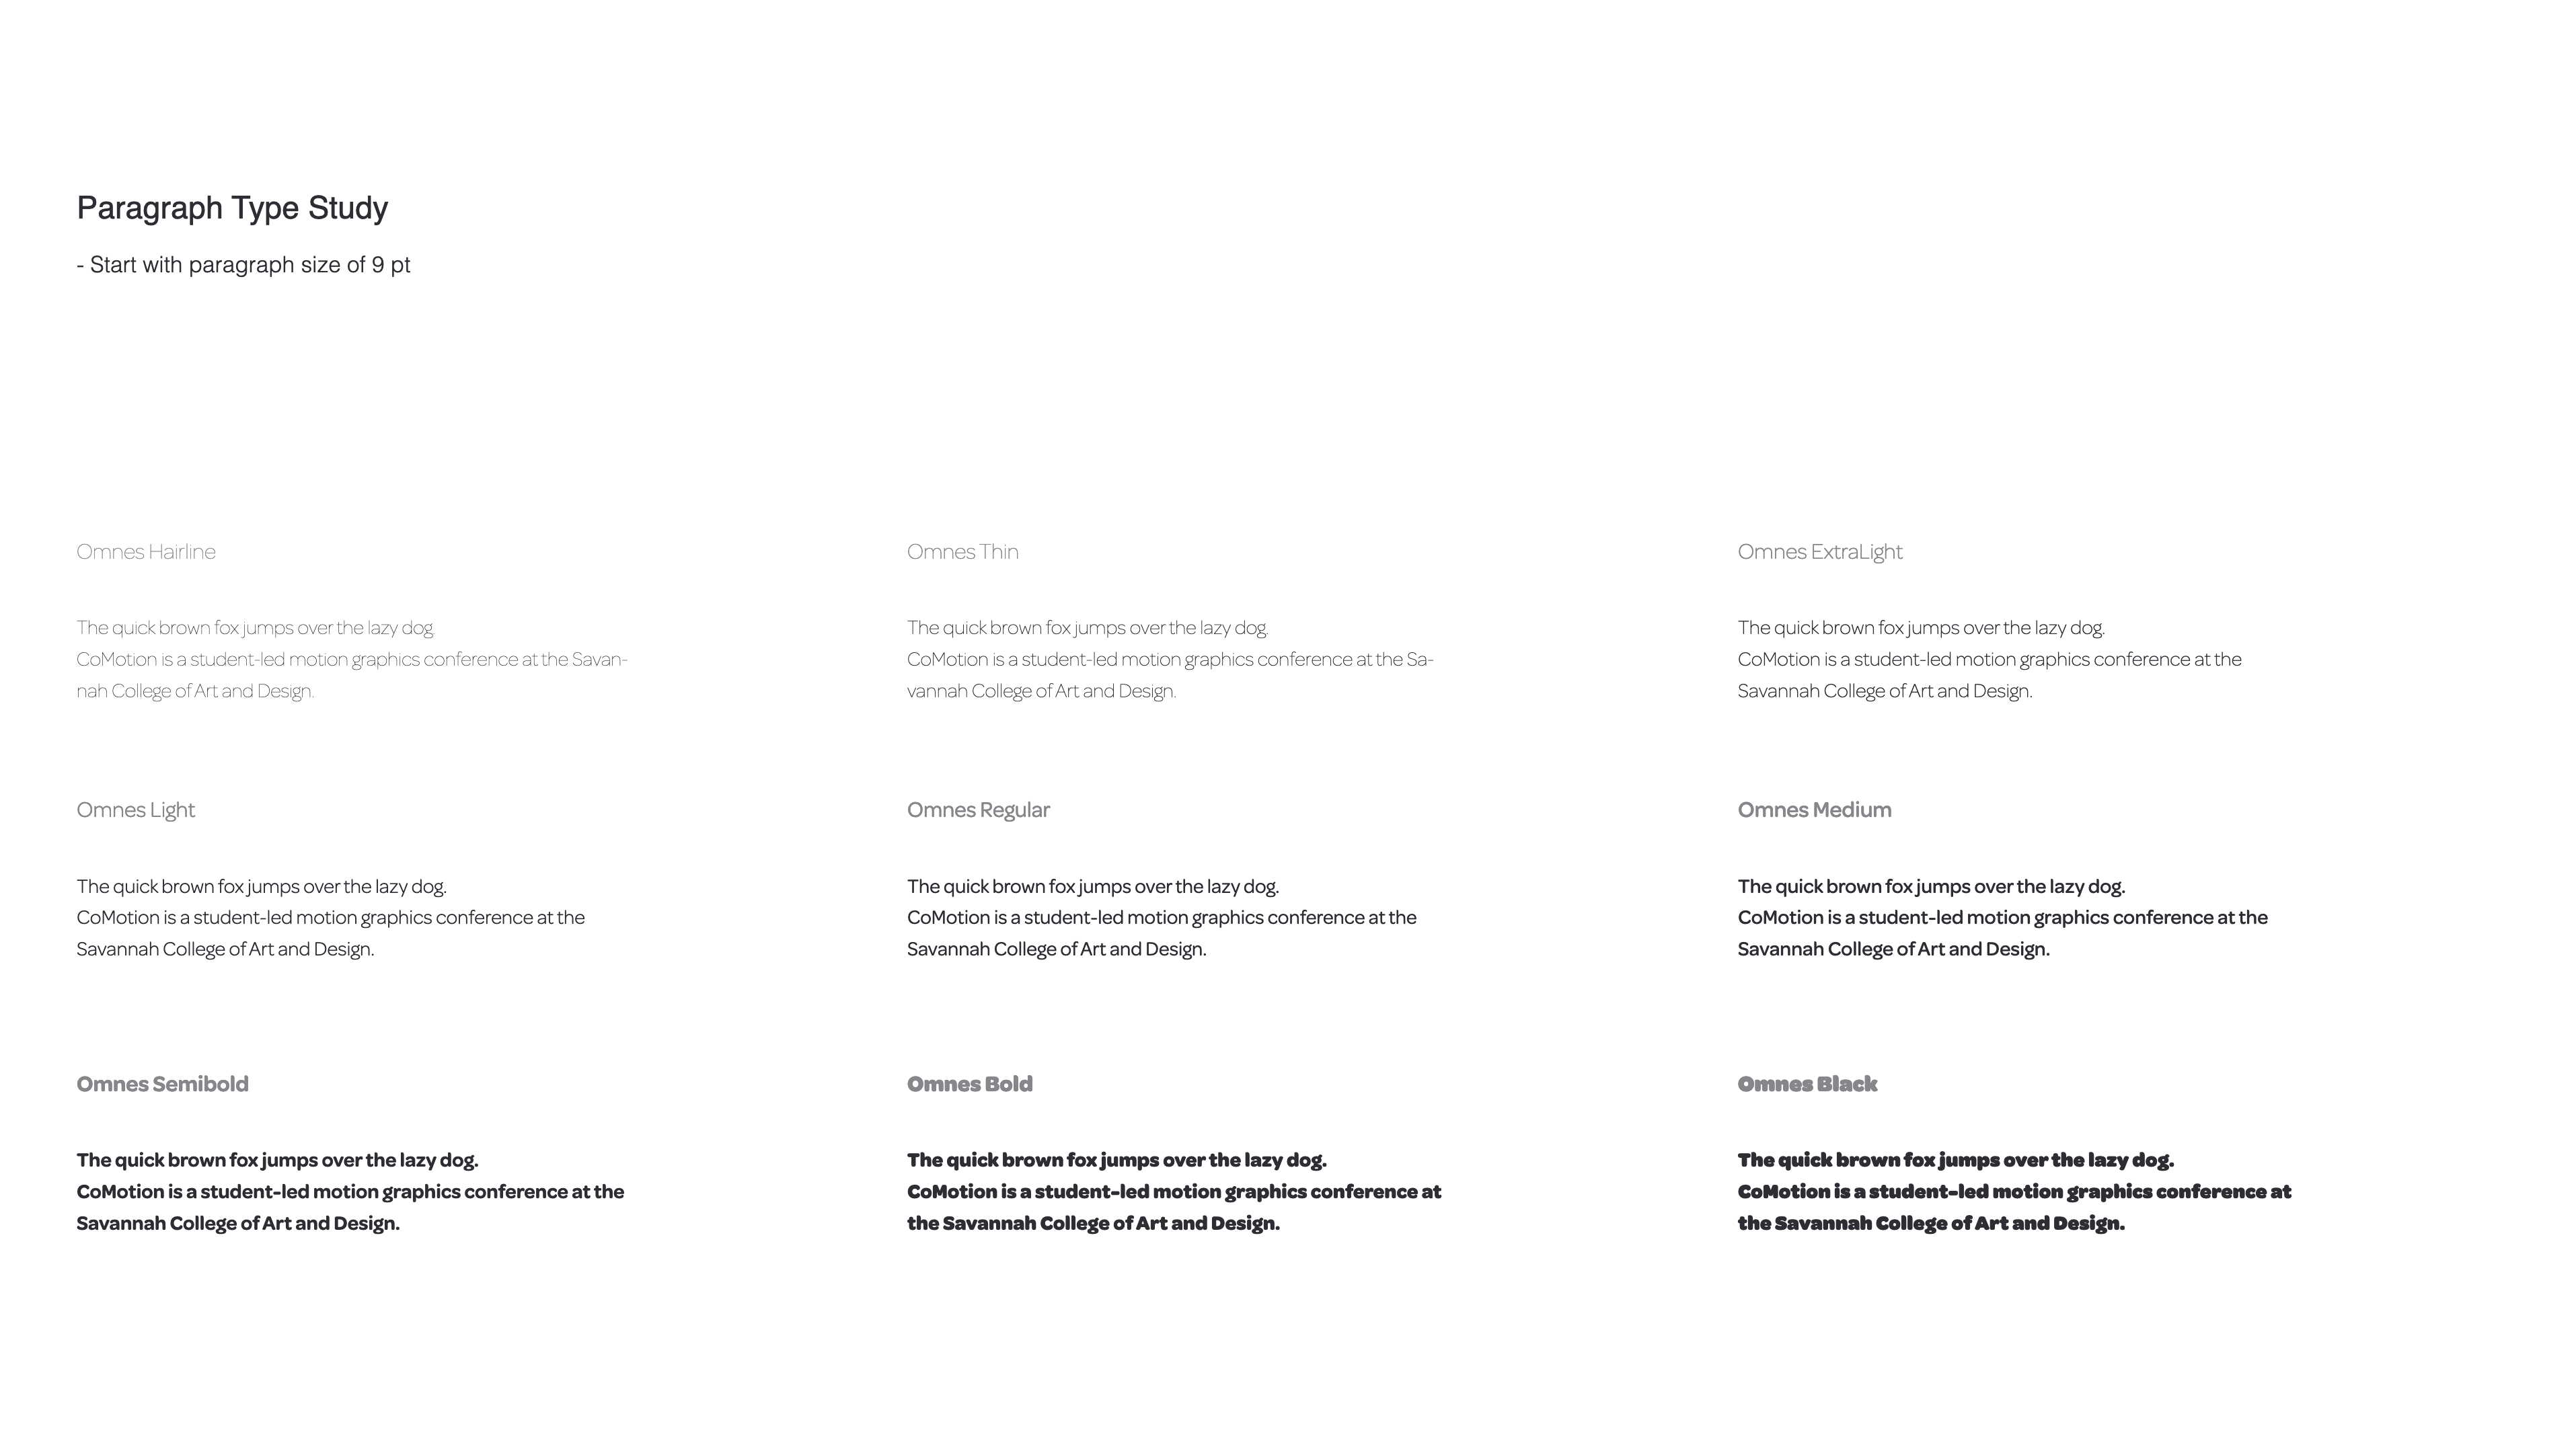 Paragraph Type Study
- Start with paragraph size of 9 pt
Omnes Hairline
The quick brown fox jumps over the lazy dog.
CoMotion is a student-led motion graphics conference at the Savan-
nah College of Art and Design.
Omnes Thin
The quick brown fox jumps over the lazy dog.
CoMotion is a student-led motion graphics conference at the Sa-
vannah College of Art and Design.
Omnes ExtraLight
The quick brown fox jumps over the lazy dog.
CoMotion is a student-led motion graphics conference at the
Savannah College of Art and Design.
Omnes Light
The quick brown fox jumps over the lazy dog.
CoMotion is a student-led motion graphics conference at the
Savannah College of Art and Design.
Omnes Regular
The quick brown fox jumps over the lazy dog.
CoMotion is a student-led motion graphics conference at the
Savannah College of Art and Design.
Omnes Medium
The quick brown fox jumps over the lazy dog.
CoMotion is a student-led motion graphics conference at the
Savannah College of Art and Design.
Omnes Semibold
The quick brown fox jumps over the lazy dog.
CoMotion is a student-led motion graphics conference at the
Savannah College of Art and Design.
Omnes Bold
The quick brown fox jumps over the lazy dog.
CoMotion is a student-led motion graphics conference at
the Savannah College of Art and Design.
Omnes Black
The quick brown fox jumps over the lazy dog.
CoMotion is a student-led motion graphics conference at
the Savannah College of Art and Design.